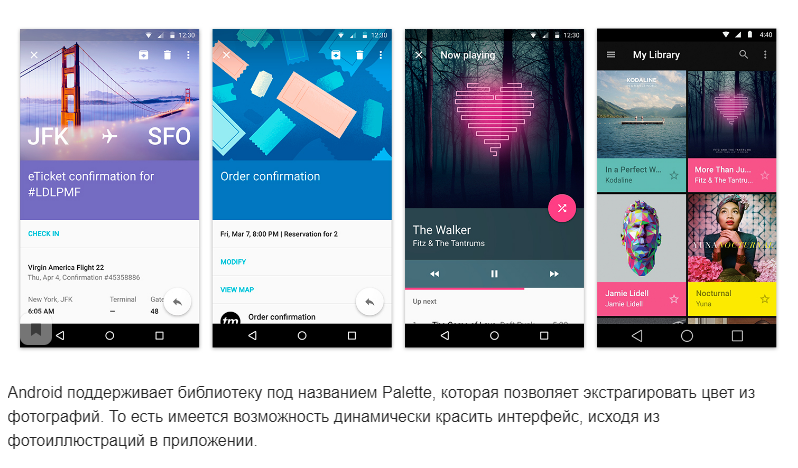 12:30
JFK SFO
eTicket confirmation for
#LDLPMF
CHECK IN
Virgin America Flight 22
Thu, Apr 4, Confirmation #45358886
New York, JFK Terminal Gate
6:05 AM — 48
12:30
Order confirmation
Fri, Mar 7, 8:00 PM | Reservation for 2
MODIFY
VIEW MAP
tm Order confirmation
12:30
Now playing
The Walker
Fitz & The Tantrums
Up next
4:40
My Library
KODALINE
In a Perfect W...
Kodaline
More Than Ju...
Fitz & The Tantru...
Jamie Lidell
Jamie Lidell
YUNA NOCTURNAL
Nocturnal
Yuna
Android поддерживает библиотеку под названием Palette, которая позволяет экстрагировать цвет из
фотографий. То есть имеется возможность динамически красить интерфейс, исходя из
фотоиллюстраций в приложении.